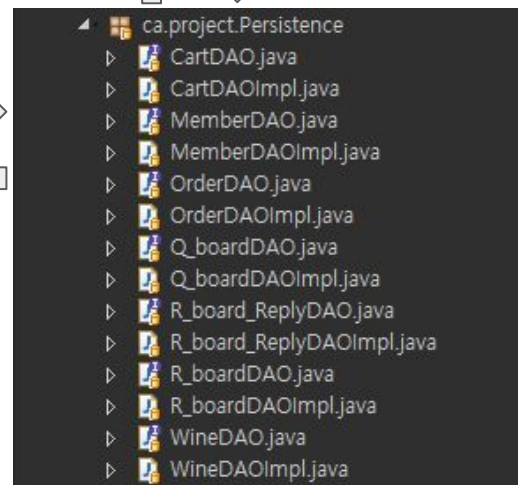 ca.project.Persistence
CartDAO.java
CartDAOImpl.java
MemberDAO.java
MemberDAOImpl.java
OrderDAO.java
OrderDAOImpl.java
Q_boardDAO.java
Q_boardDAOImpl.java
R_board_ReplyDAO.java
R_board_ReplyDAOImpl.java
R_boardDAO.java
R_boardDAOImpl.java
WineDAO.java
WineDAOImpl.java